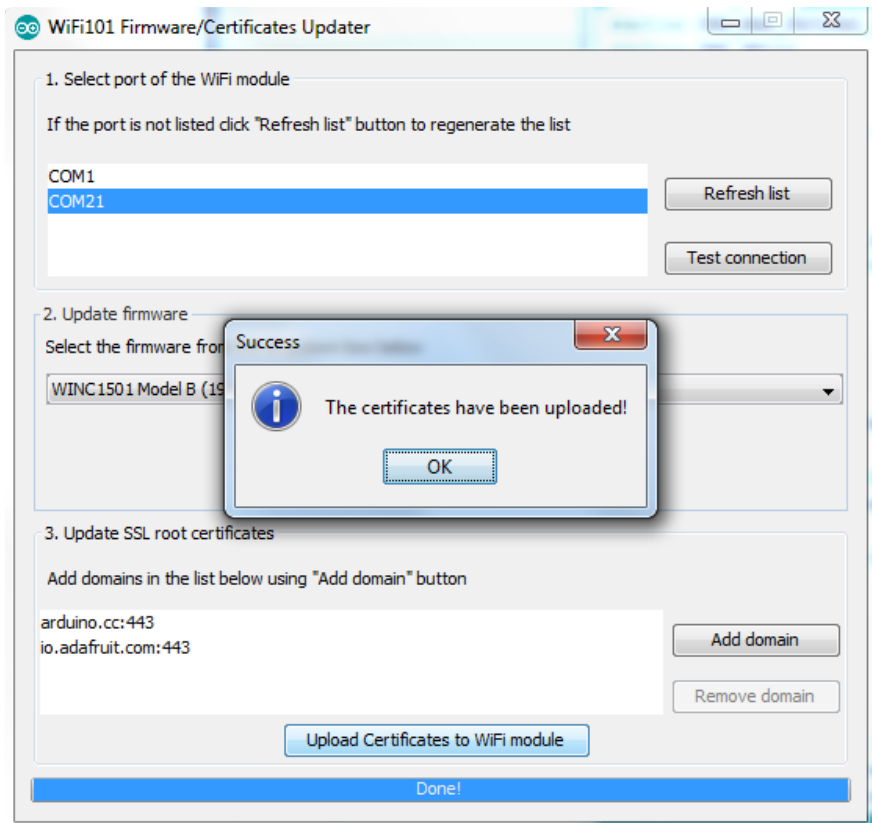 WiFi101 Firmware/Certificates Updater
1. Select port of the WiFi module
If the port is not listed click "Refresh list" button to regenerate the list
COM1
COM21
Refresh list
Test connection
2. Update firmware
Select the firmware
WINC1501 Model B
Success
The certificates have been uploaded!
OK
3. Update SSL root certificates
Add domains in the list below using "Add domain" button
arduino.cc:443
io.adafruit.com:443
Add domain
Remove domain
Upload Certificates to WiFi module
Done!